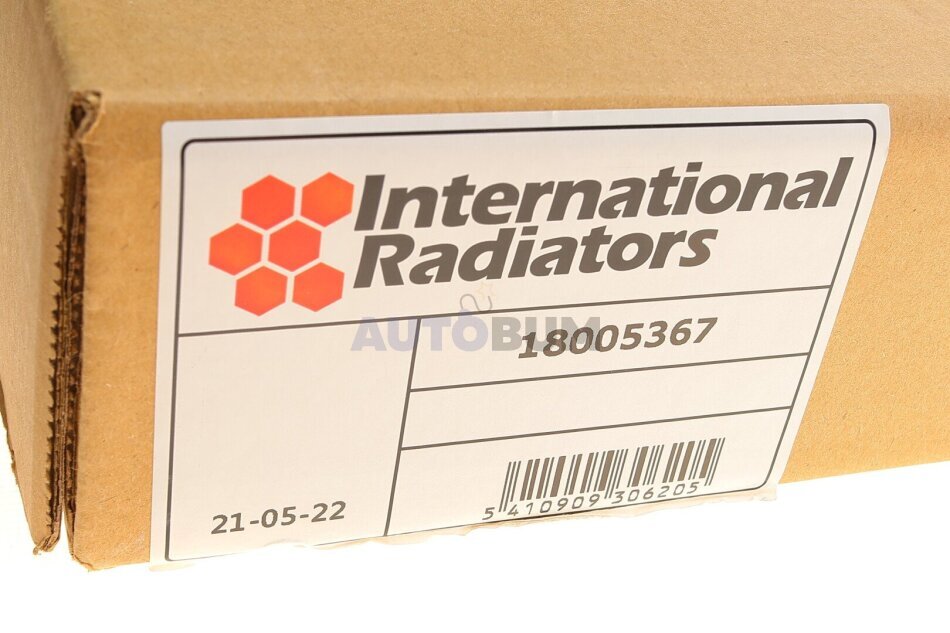 International
Radiators
AUTOBUM
18005367
21-05-22
5 410909 306205